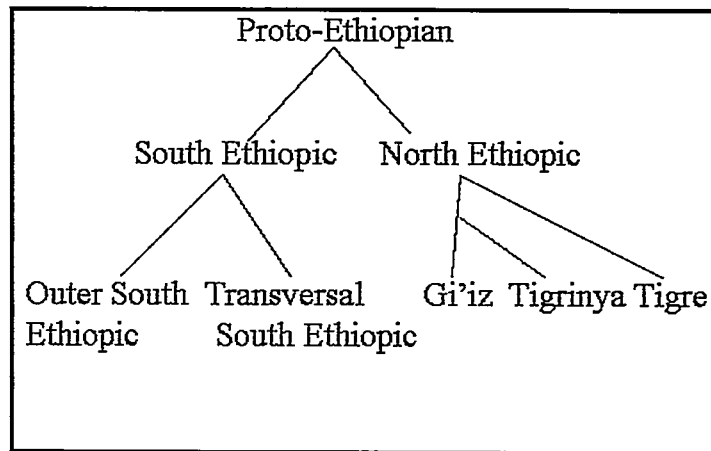 Proto-Ethiopian
South Ethiopic North Ethiopic
Outer South Transversal Gi'iz Tigrinya Tigre
Ethiopic South Ethiopic